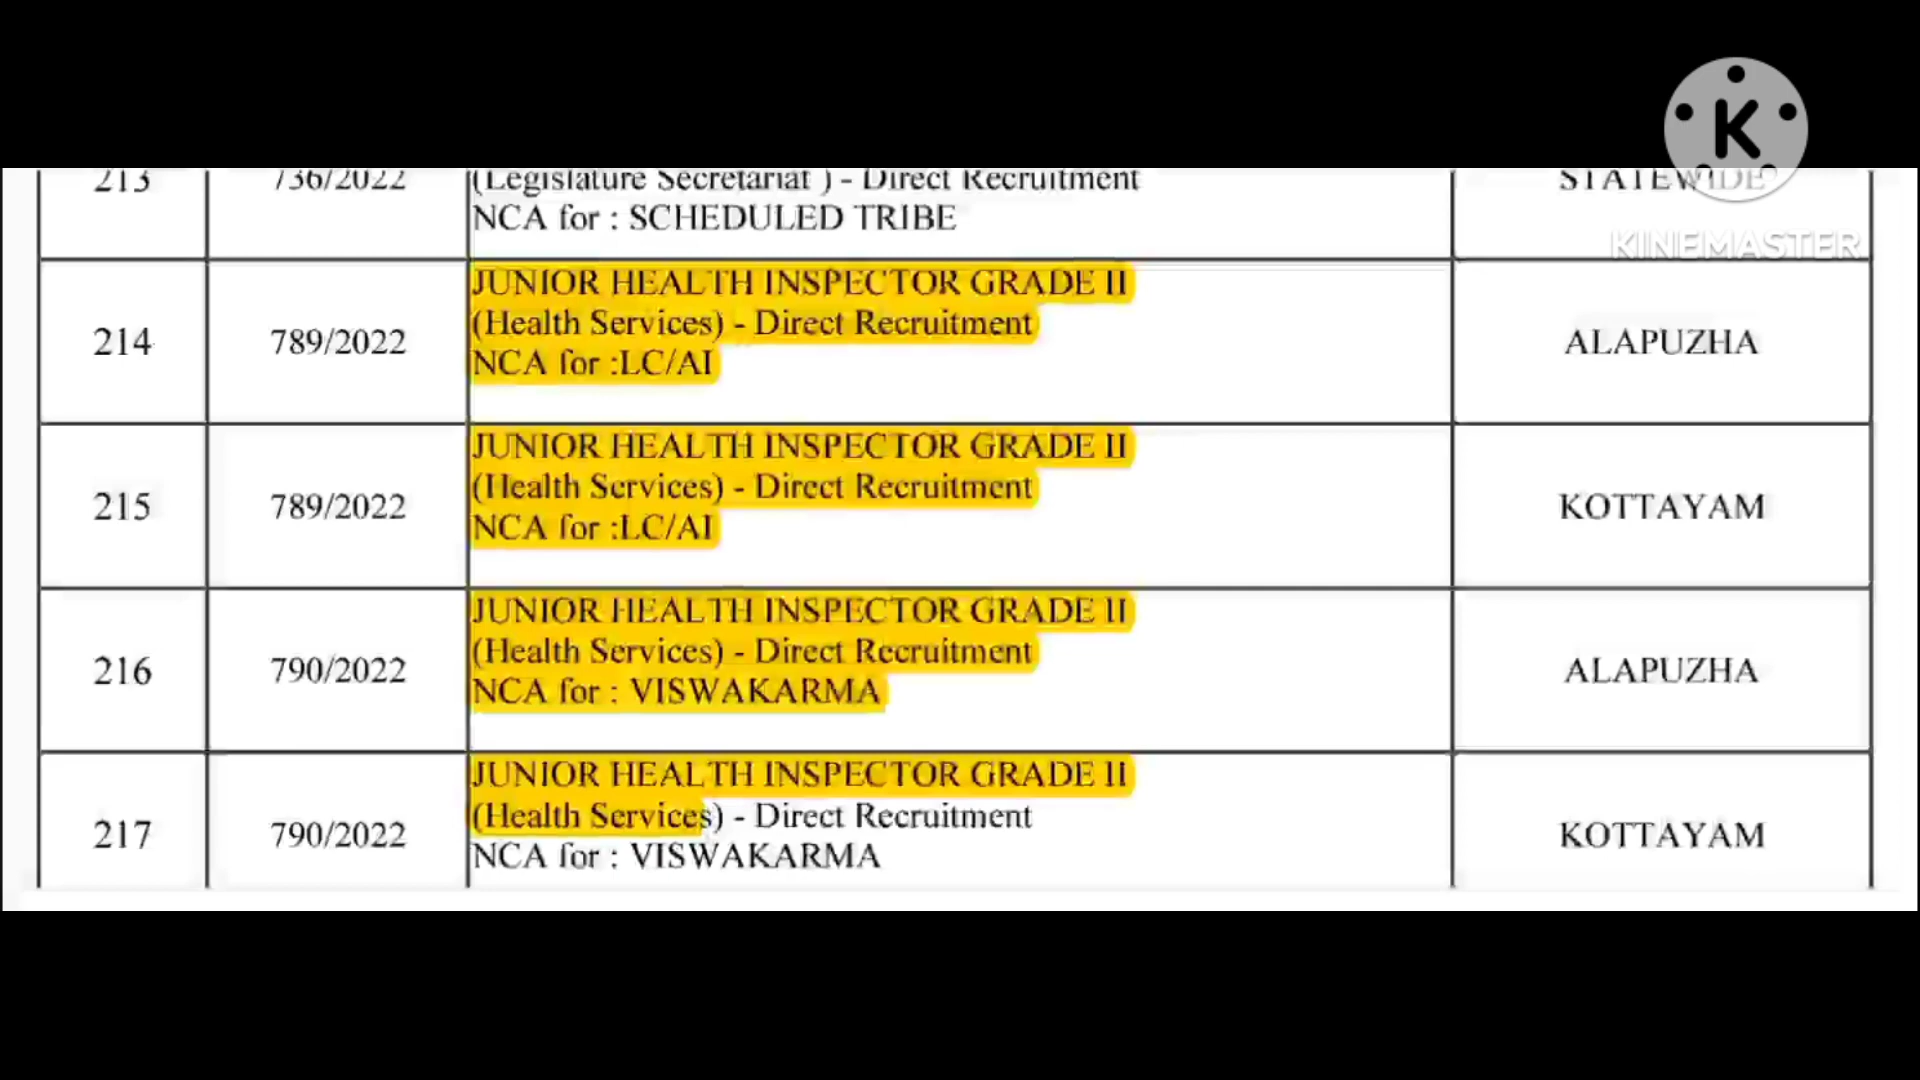 K
KINEMASTER
213 736/2022 (Legislature Secretariat ) - Direct Recruitment STATEWIDE
NCA for : SCHEDULED TRIBE
JUNIOR HEALTH INSPECTOR GRADE II
(Health Services) - Direct Recruitment
214 789/2022 ALAPUZHA
NCA for :LC/AI
JUNIOR HEALTH INSPECTOR GRADE II
(Health Services) - Direct Recruitment
215 789/2022 KOTTAYAM
NCA for :LC/AI
JUNIOR HEALTH INSPECTOR GRADE II
(Health Services) - Direct Recruitment
216 790/2022 ALAPUZHA
NCA for : VISWAKARMA
JUNIOR HEALTH INSPECTOR GRADE II
(Health Services) - Direct Recruitment
217 790/2022 KOTTAYAM
NCA for : VISWAKARMA